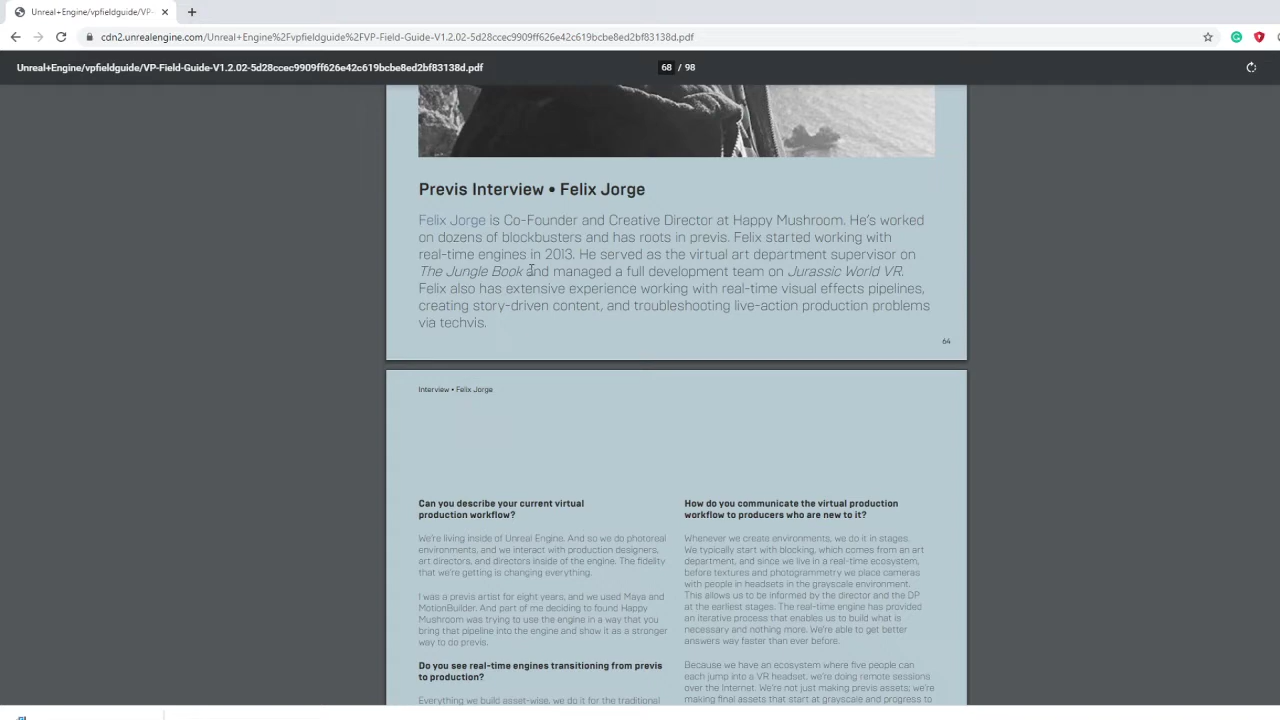 Unreal+Engine/vpfieldguide/VP-
cdn2.unrealengine.com/Unreal+Engine%2Fvpfieldguide%2FVP-Field-Guide-V1.2.02-5d28ccec9909ff626e42c619bcbe8ed2bf83138d.pdf
Unreal+Engine/vpfieldguide/VP-Field-Guide-V1.2.02-5d28ccec9909ff626e42c619bcbe8ed2bf83138d.pdf
68 / 98
Previs Interview • Felix Jorge
Felix Jorge is Co-Founder and Creative Director at Happy Mushroom. He's worked
on dozens of blockbusters and has roots in previs. Felix started working with
real-time engines in 2013. He served as the virtual art department supervisor on
The Jungle Book and managed a full development team on Jurassic World VR.
Felix also has extensive experience working with real-time visual effects pipelines,
creating story-driven content, and troubleshooting live-action production problems
via techvis.
64
Interview • Felix Jorge
Can you describe your current virtual
production workflow?
We're living inside of Unreal Engine. And so we do photoreal
environments, and we interact with production designers,
art directors, and directors inside of the engine. The fidelity
that we're getting is changing everything.
I was a previs artist for eight years, and we used Maya and
MotionBuilder. And part of me deciding to found Happy
Mushroom was trying to use the engine in a way that you
bring that pipeline into the engine and show it as a stronger
way to do previs.
Do you see real-time engines transitioning from previs
to production?
Everything we build asset-wise, we do it for the traditional
How do you communicate the virtual production
workflow to producers who are new to it?
Whenever we create environments, we do it in stages.
We typically start with blocking, which comes from an art
department, and since we live in a real-time ecosystem,
before textures and photogrammetry we place cameras
with people in headsets in the grayscale environment.
This allows us to be informed by the director and the DP
at the earliest stages. The real-time engine has provided
an iterative process that enables us to build what is
necessary and nothing more. We're able to get better
answers way faster than ever before.
Because we have an ecosystem where five people can
each jump into a VR headset, we're doing remote sessions
over the Internet. We're not just making previs assets; we're
making final assets that start at grayscale and progress to